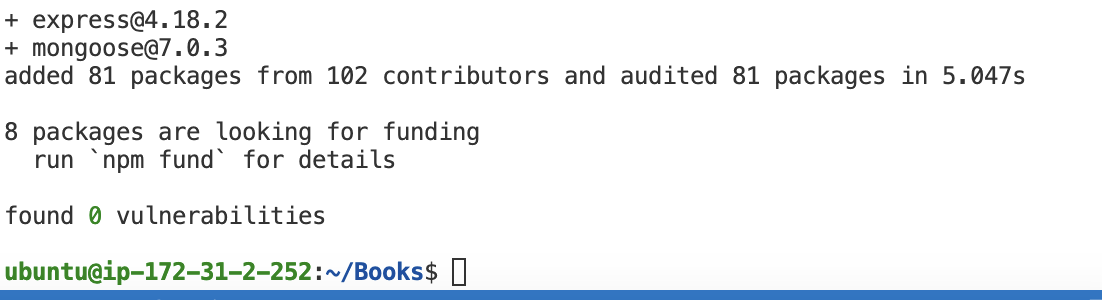 + express@4.18.2
+ mongoose@7.0.3
added 81 packages from 102 contributors and audited 81 packages in 5.047s
8 packages are looking for funding
  run `npm fund` for details
found 0 vulnerabilities
ubuntu@ip-172-31-2-252:~/Books$